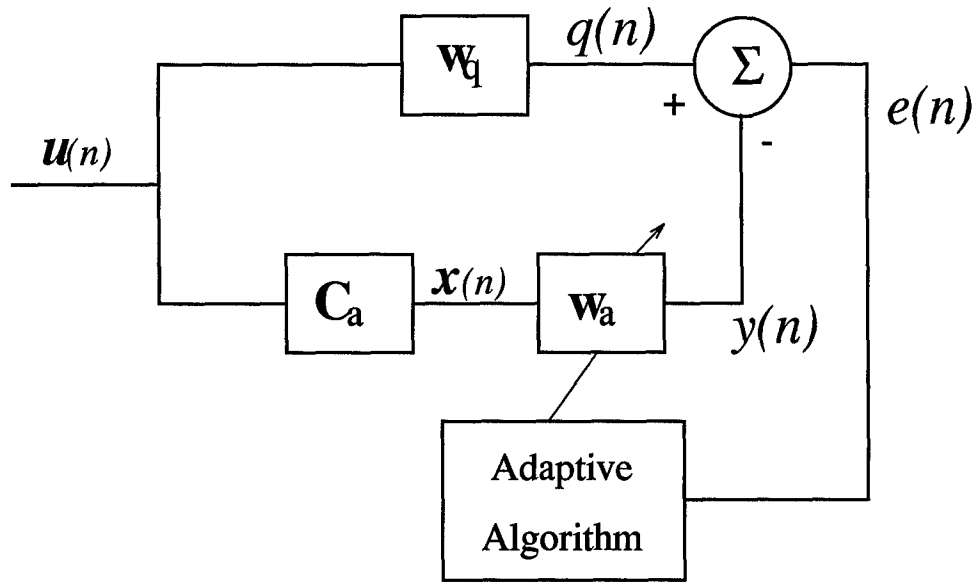 w_q
q(n)
Σ
+
-
e(n)
u(n)
C_a
x(n)
w_a
y(n)
Adaptive
Algorithm